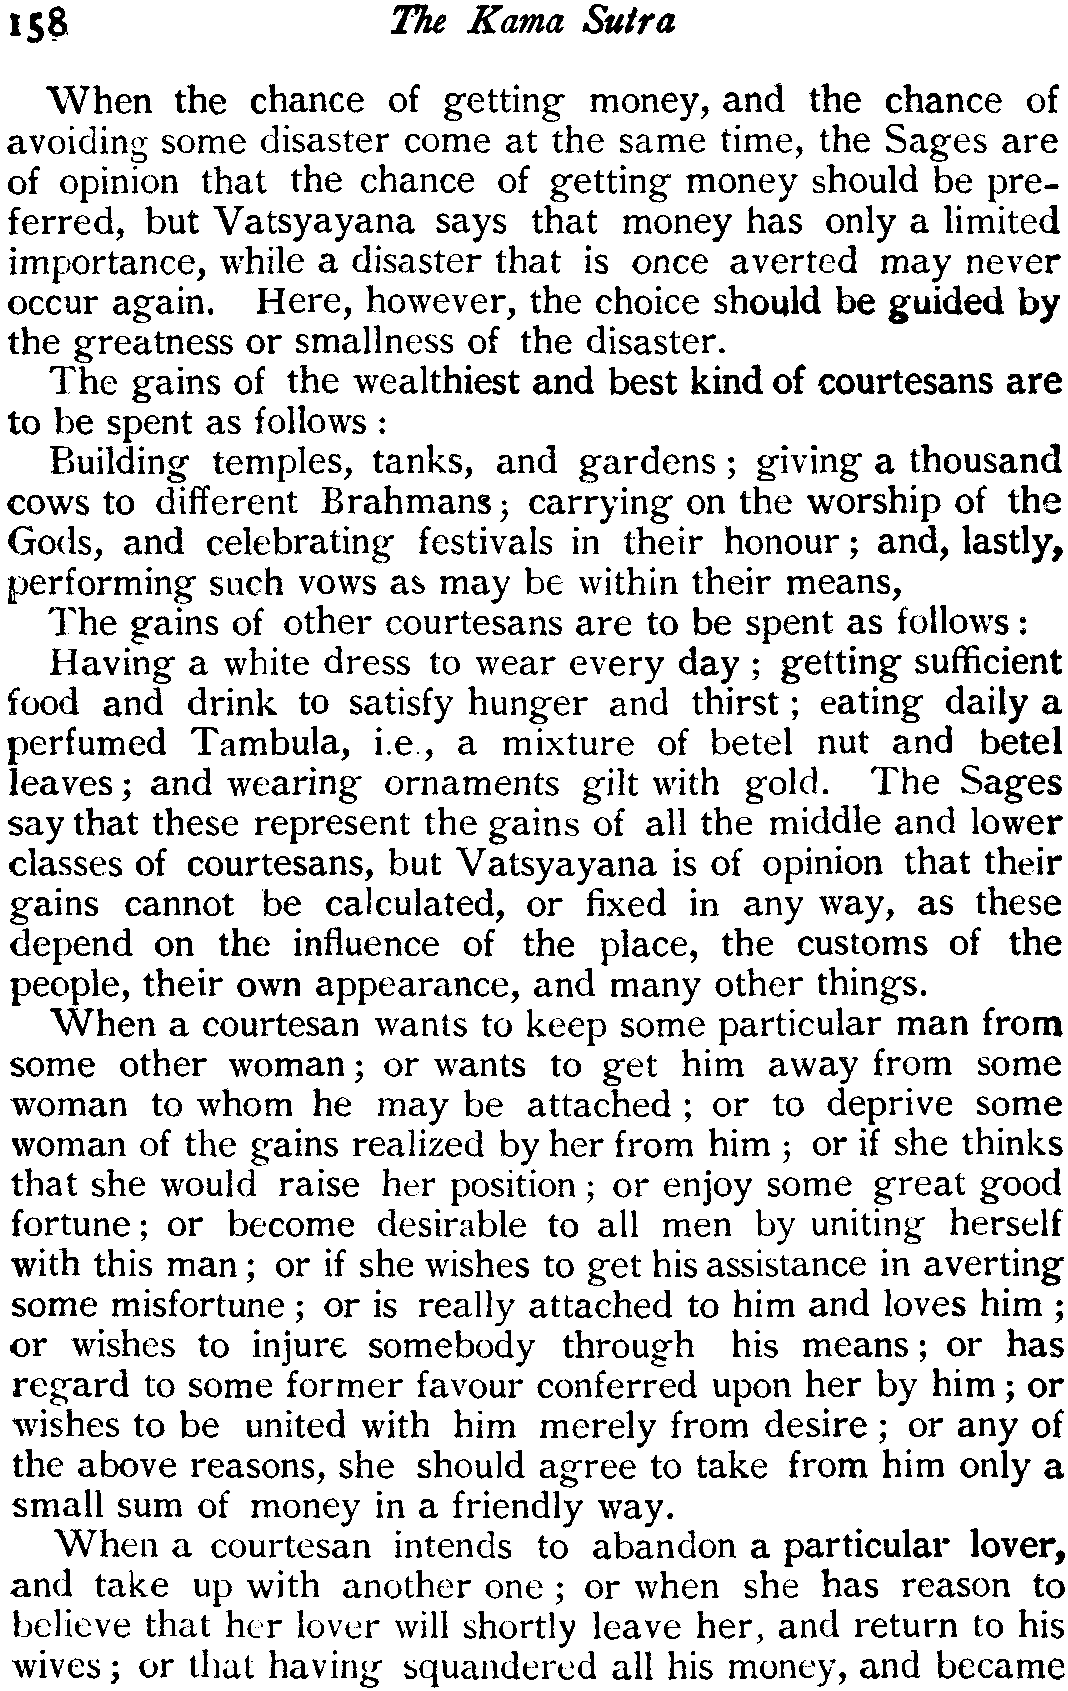 158 The Kama Sutra
When the chance of getting money, and the chance of
avoiding some disaster come at the same time, the Sages are
of opinion that the chance of getting money should be pre-
ferred, but Vatsyayana says that money has only a limited
importance, while a disaster that is once averted may never
occur again. Here, however, the choice should be guided by
the greatness or smallness of the disaster.
The gains of the wealthiest and best kind of courtesans are
to be spent as follows :
Building temples, tanks, and gardens ; giving a thousand
cows to different Brahmans ; carrying on the worship of the
Gods, and celebrating festivals in their honour ; and, lastly,
performing such vows as may be within their means,
The gains of other courtesans are to be spent as follows :
Having a white dress to wear every day ; getting sufficient
food and drink to satisfy hunger and thirst ; eating daily a
perfumed Tambula, i.e., a mixture of betel nut and betel
leaves ; and wearing ornaments gilt with gold. The Sages
say that these represent the gains of all the middle and lower
classes of courtesans, but Vatsyayana is of opinion that their
gains cannot be calculated, or fixed in any way, as these
depend on the influence of the place, the customs of the
people, their own appearance, and many other things.
When a courtesan wants to keep some particular man from
some other woman ; or wants to get him away from some
woman to whom he may be attached ; or to deprive some
woman of the gains realized by her from him ; or if she thinks
that she would raise her position ; or enjoy some great good
fortune ; or become desirable to all men by uniting herself
with this man ; or if she wishes to get his assistance in averting
some misfortune ; or is really attached to him and loves him ;
or wishes to injure somebody through his means ; or has
regard to some former favour conferred upon her by him ; or
wishes to be united with him merely from desire ; or any of
the above reasons, she should agree to take from him only a
small sum of money in a friendly way.
When a courtesan intends to abandon a particular lover,
and take up with another one ; or when she has reason to
believe that her lover will shortly leave her, and return to his
wives ; or that having squandered all his money, and became